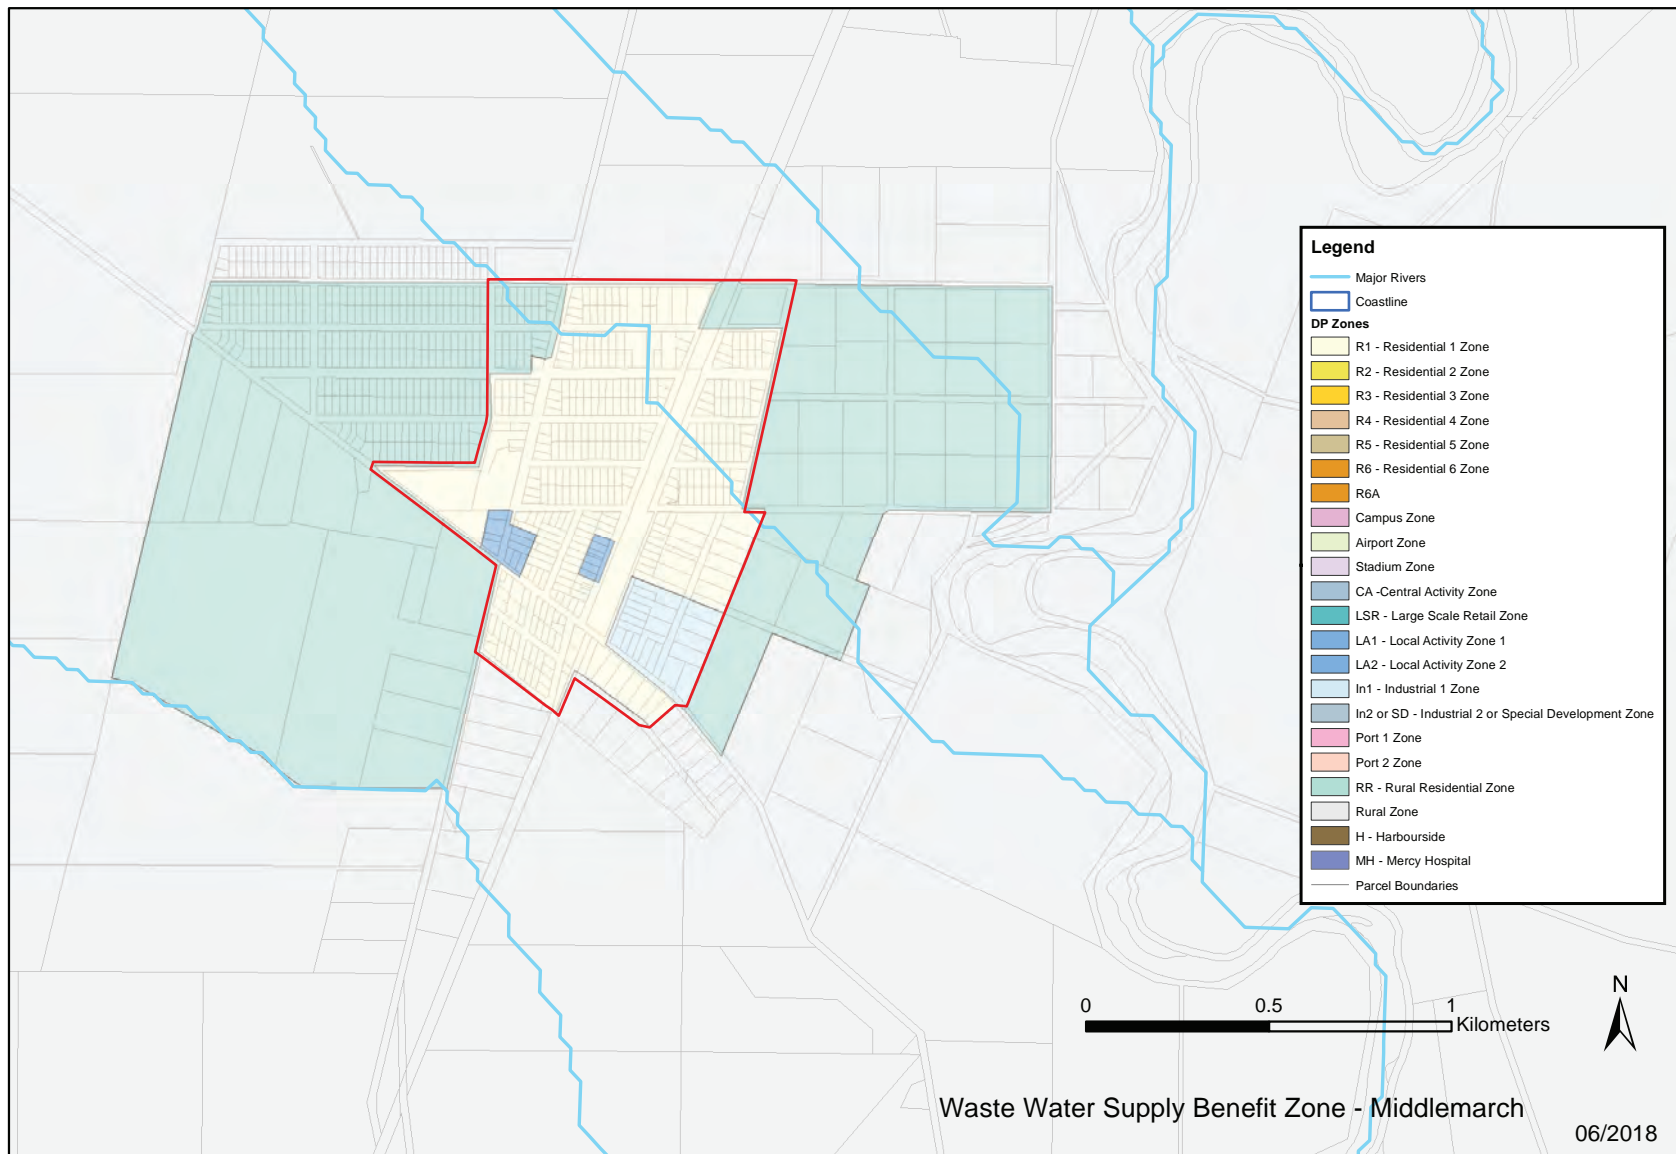 Legend
Major Rivers
Coastline
DP Zones
R1 - Residential 1 Zone
R2 - Residential 2 Zone
R3 - Residential 3 Zone
R4 - Residential 4 Zone
R5 - Residential 5 Zone
R6 - Residential 6 Zone
R6A
Campus Zone
Airport Zone
Stadium Zone
CA -Central Activity Zone
LSR - Large Scale Retail Zone
LA1 - Local Activity Zone 1
LA2 - Local Activity Zone 2
In1 - Industrial 1 Zone
In2 or SD - Industrial 2 or Special Development Zone
Port 1 Zone
Port 2 Zone
RR - Rural Residential Zone
Rural Zone
H - Harbourside
MH - Mercy Hospital
Parcel Boundaries
N
0 0.5 1
Kilometers
Waste Water Supply Benefit Zone - Middlemarch
06/2018